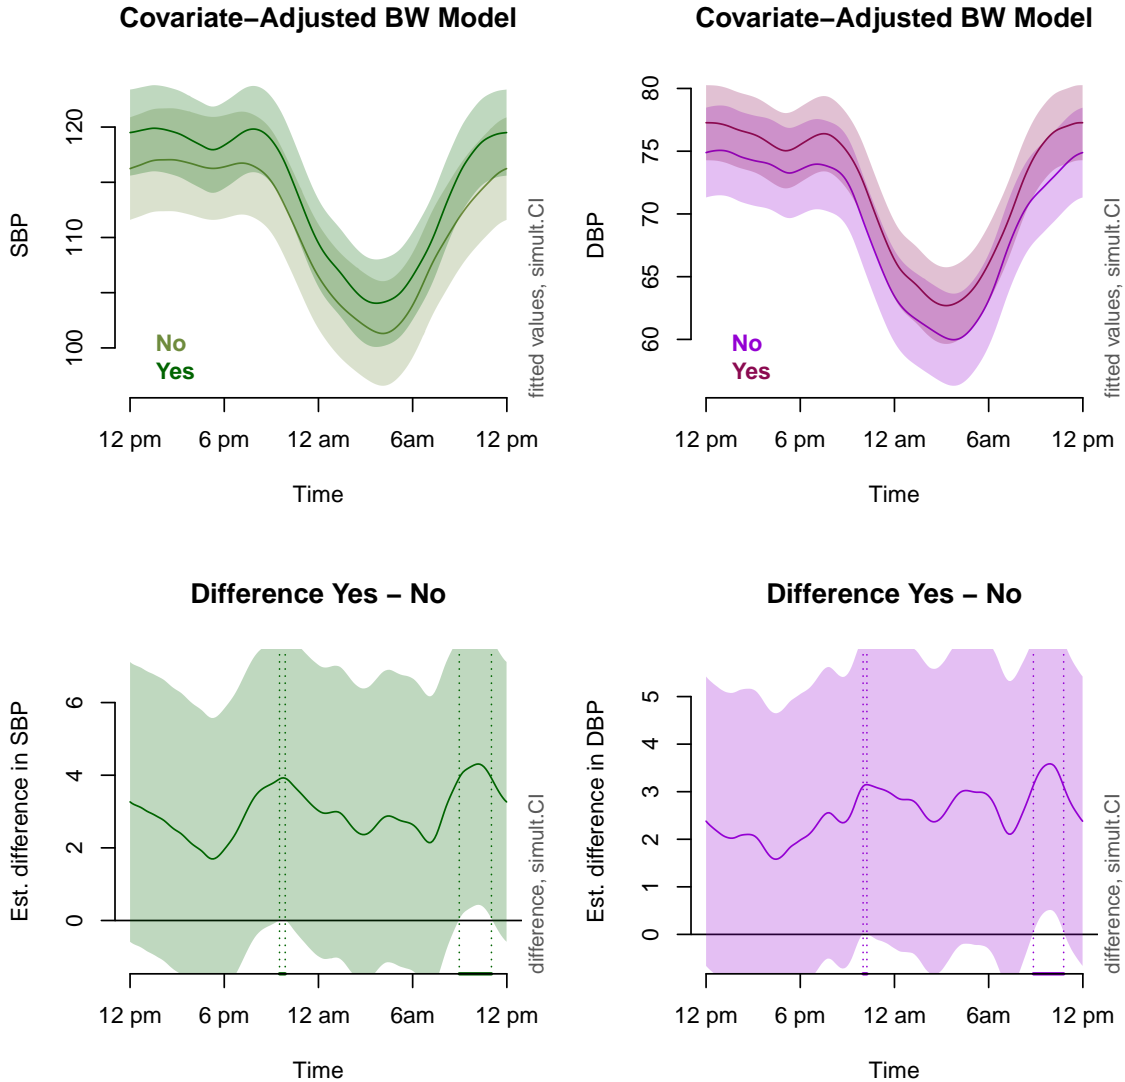 Covariate−Adjusted BW Model
SBP
100
110
120
No
Yes
12 pm
6 pm
12 am
6am
12 pm
Time
fitted values, simult.CI
Covariate−Adjusted BW Model
DBP
60
65
70
75
80
No
Yes
12 pm
6 pm
12 am
6am
12 pm
Time
fitted values, simult.CI
Difference Yes − No
Est. difference in SBP
0
2
4
6
12 pm
6 pm
12 am
6am
12 pm
Time
difference, simult.CI
Difference Yes − No
Est. difference in DBP
0
1
2
3
4
5
12 pm
6 pm
12 am
6am
12 pm
Time
difference, simult.CI